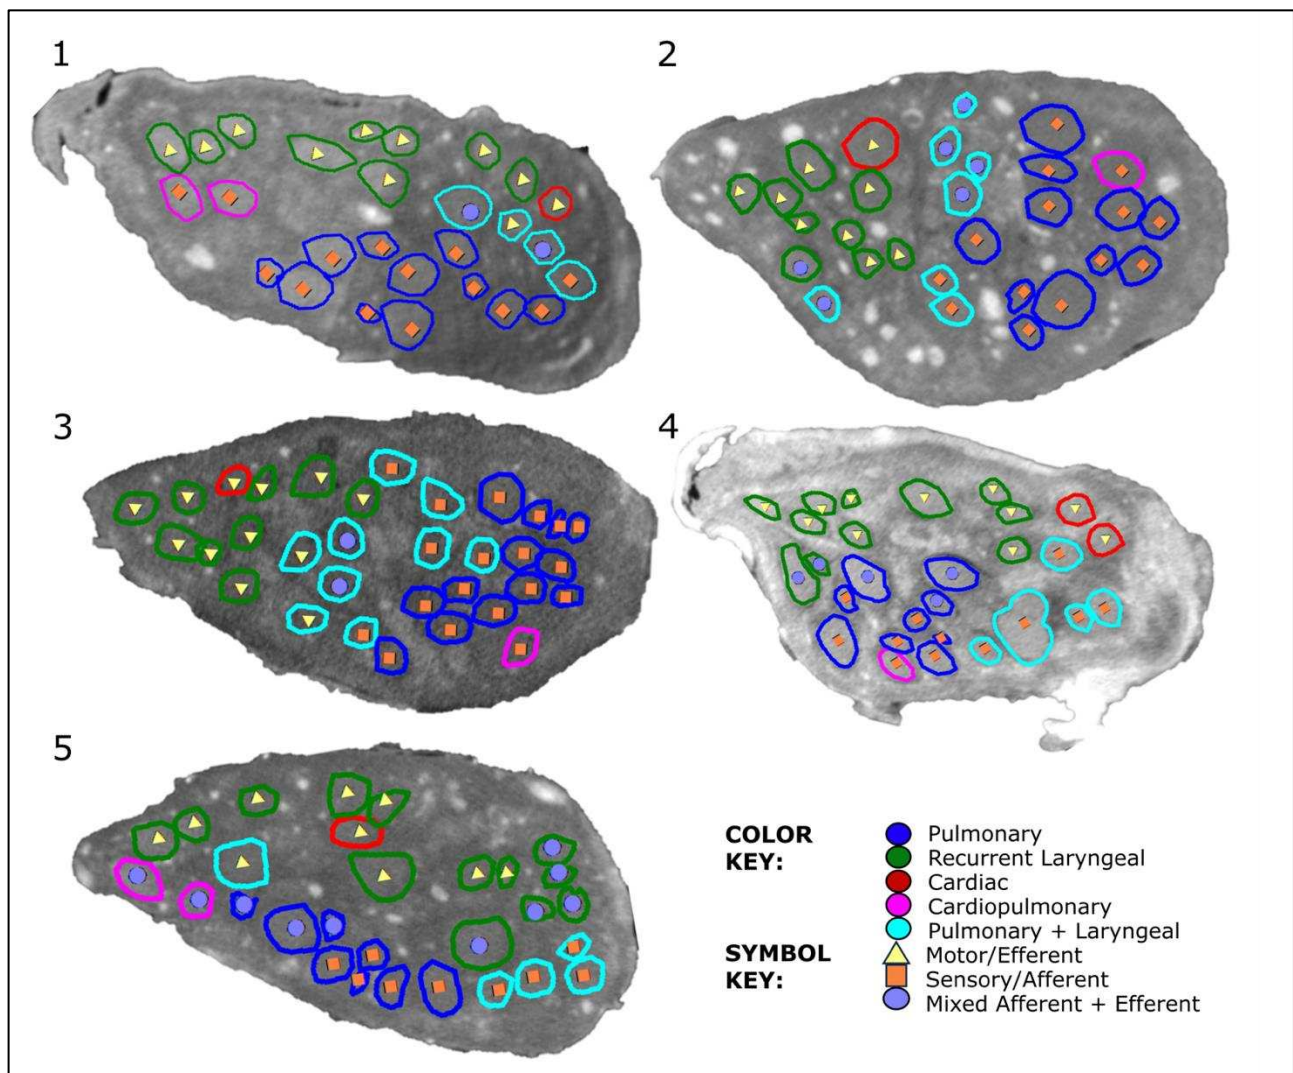 1
2
3
4
5
COLOR
KEY:
Pulmonary
Recurrent Laryngeal
Cardiac
Cardiopulmonary
Pulmonary + Laryngeal
SYMBOL
KEY:
Motor/Efferent
Sensory/Afferent
Mixed Afferent + Efferent